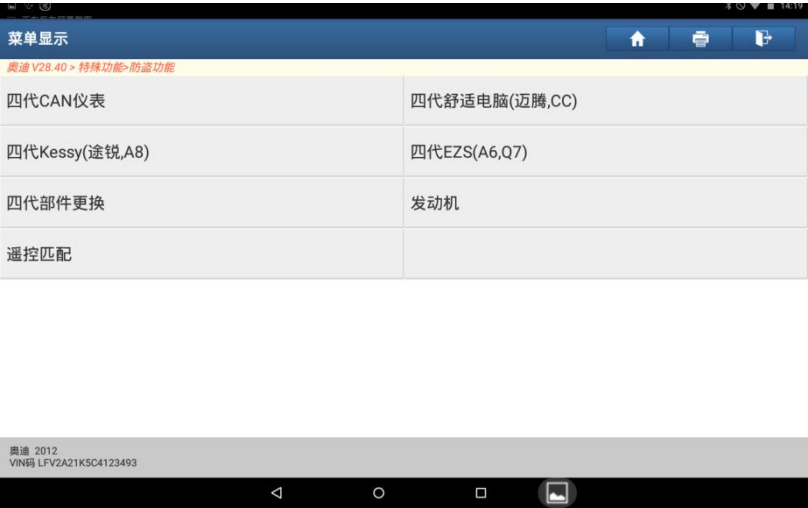 14:19
菜单显示
奥迪 V28.40 > 特殊功能>防盗功能
四代CAN仪表
四代舒适电脑(迈腾,CC)
四代Kessy(途锐,A8)
四代EZS(A6,Q7)
四代部件更换
发动机
遥控匹配
奥迪 2012
VIN码 LFV2A21K5C4123493